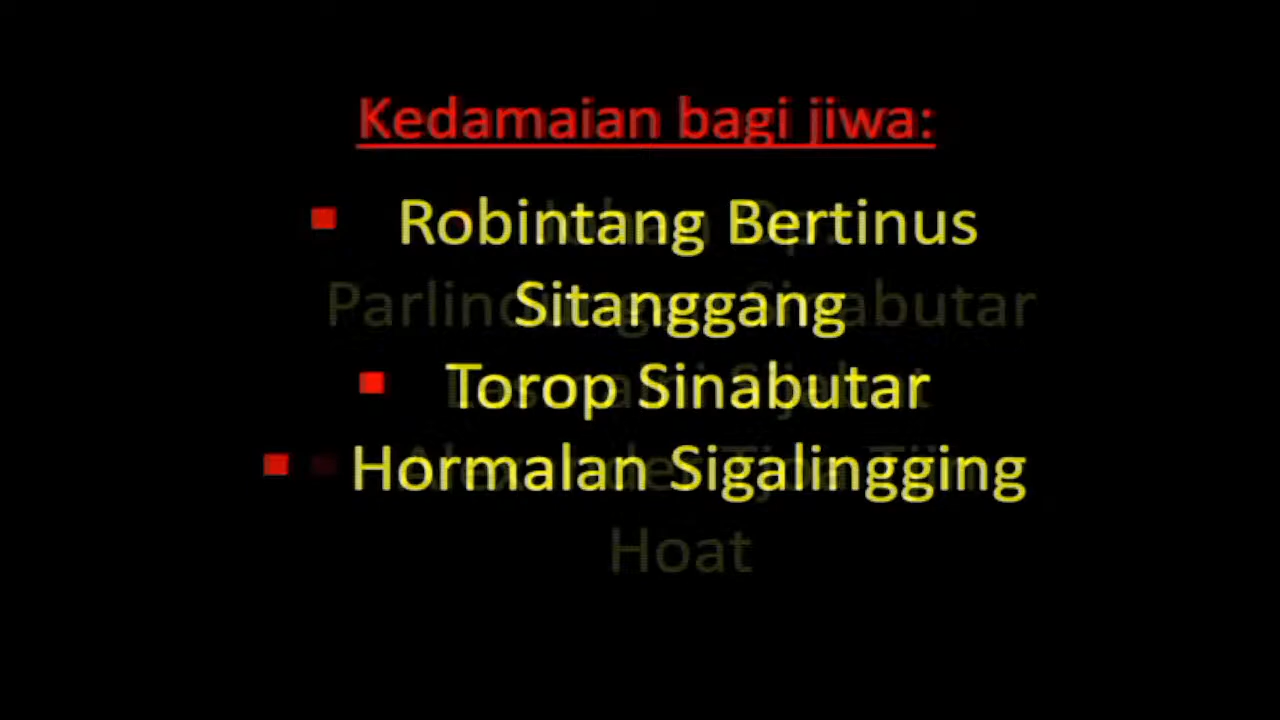 Kedamaian bagi jiwa:
Robintang Bertinus
Sitanggang
Torop Sinabutar
Hormalan Sigalingging
Hoat